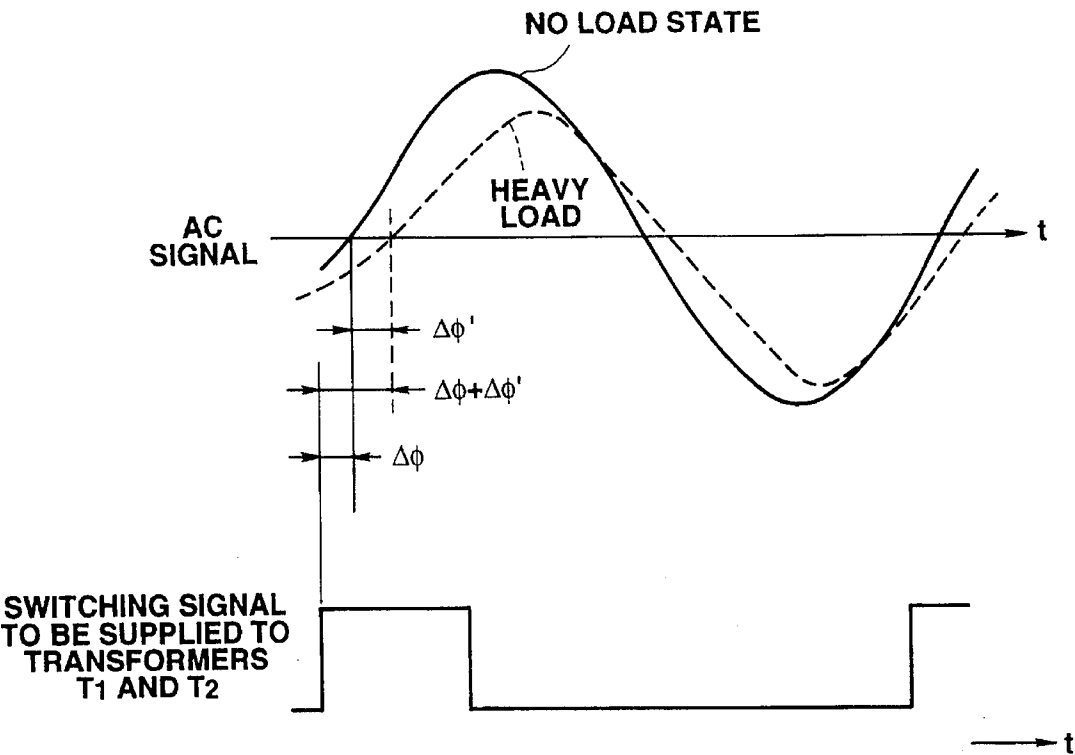 NO LOAD STATE
HEAVY
LOAD
AC
SIGNAL
t
Δϕ'
Δϕ+Δϕ'
Δϕ
SWITCHING SIGNAL
TO BE SUPPLIED TO
TRANSFORMERS
T1 AND T2
t